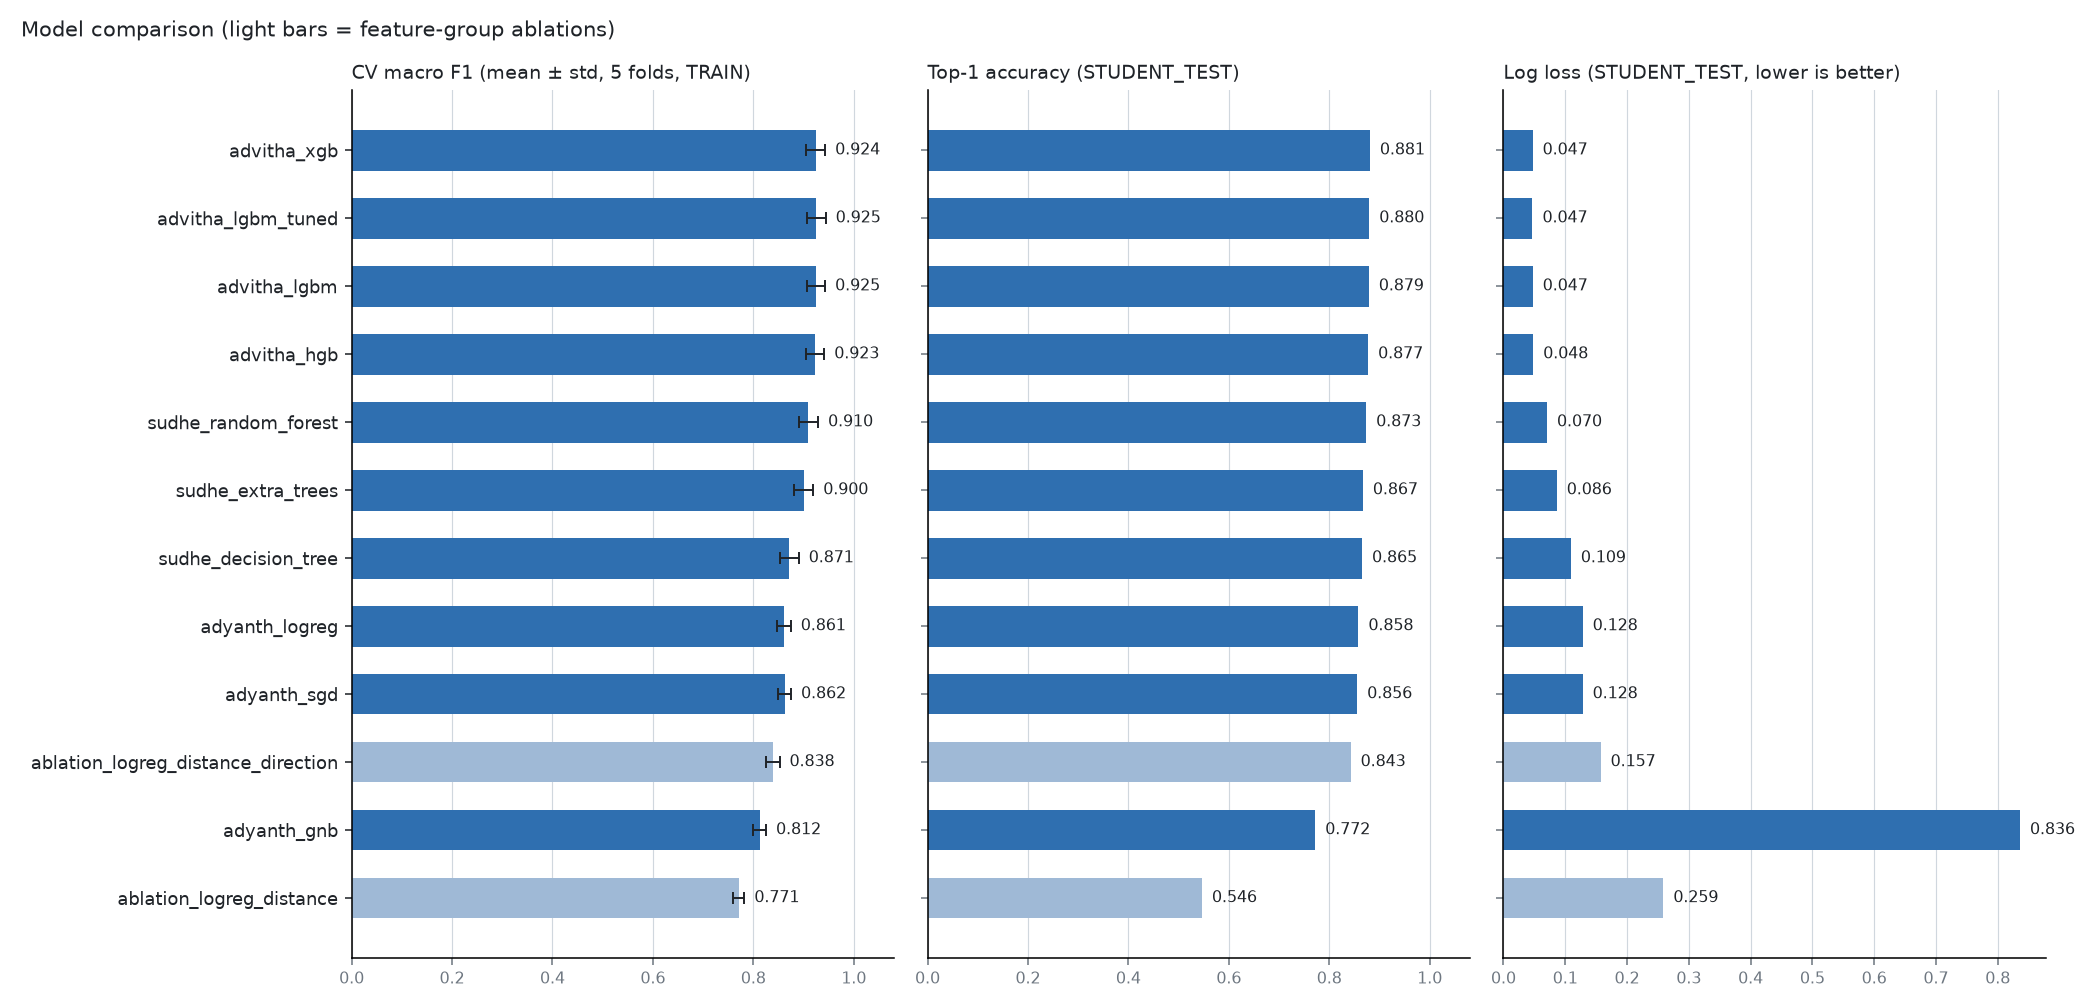 Model comparison (light bars = feature-group ablations)
CV macro F1 (mean ± std, 5 folds, TRAIN)
Top-1 accuracy (STUDENT_TEST)
Log loss (STUDENT_TEST, lower is better)
advitha_xgb 0.924 0.881 0.047
advitha_lgbm_tuned 0.925 0.880 0.047
advitha_lgbm 0.925 0.879 0.047
advitha_hgb 0.923 0.877 0.048
sudhe_random_forest 0.910 0.873 0.070
sudhe_extra_trees 0.900 0.867 0.086
sudhe_decision_tree 0.871 0.865 0.109
adyanth_logreg 0.861 0.858 0.128
adyanth_sgd 0.862 0.856 0.128
ablation_logreg_distance_direction 0.838 0.843 0.157
adyanth_gnb 0.812 0.772 0.836
ablation_logreg_distance 0.771 0.546 0.259
0.0 0.2 0.4 0.6 0.8 1.0
0.0 0.2 0.4 0.6 0.8 1.0
0.0 0.1 0.2 0.3 0.4 0.5 0.6 0.7 0.8